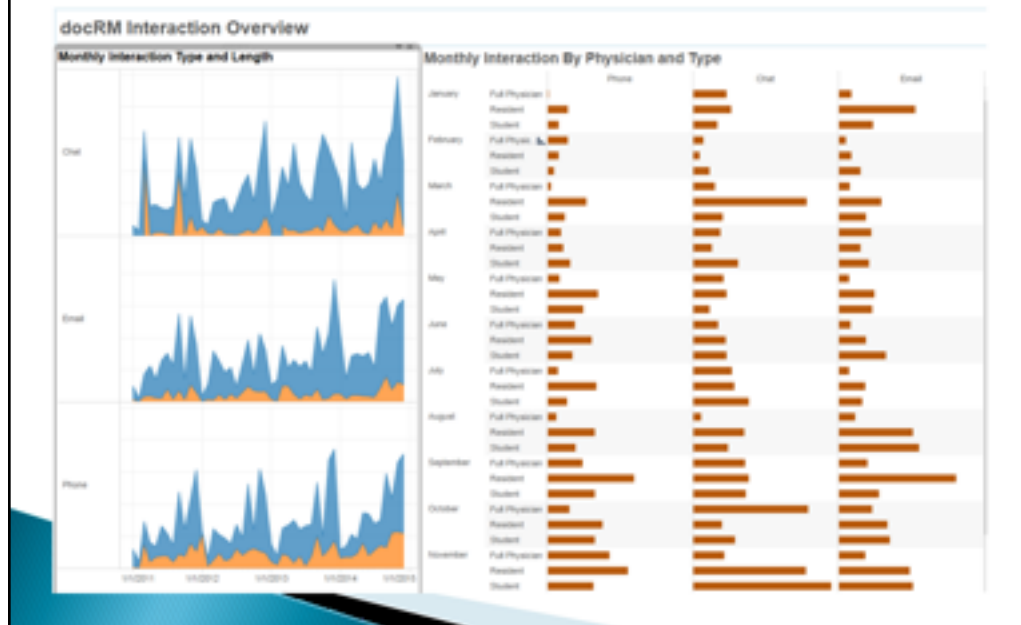 docRM Interaction Overview
Monthly Interaction Type and Length
Chat
Email
Phone
1/1/2011 1/1/2012 1/1/2013 1/1/2014 1/1/2015
Monthly Interaction By Physician and Type
Phone Chat Email
January Full Physician
Resident
Student
February Full Physic..
Resident
Student
March Full Physician
Resident
Student
April Full Physician
Resident
Student
May Full Physician
Resident
Student
June Full Physician
Resident
Student
July Full Physician
Resident
Student
August Full Physician
Resident
Student
September Full Physician
Resident
Student
October Full Physician
Resident
Student
November Full Physician
Resident
Student